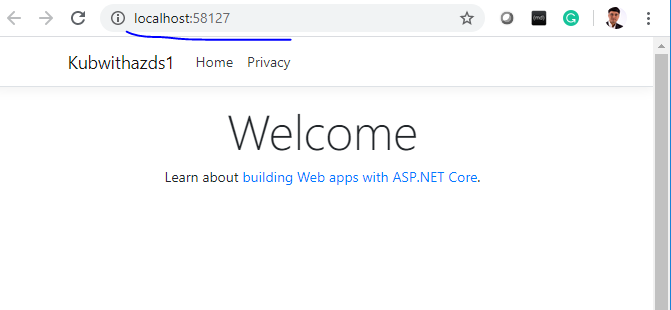 localhost:58127
Kubwithazds1 Home Privacy
Welcome
Learn about building Web apps with ASP.NET Core.